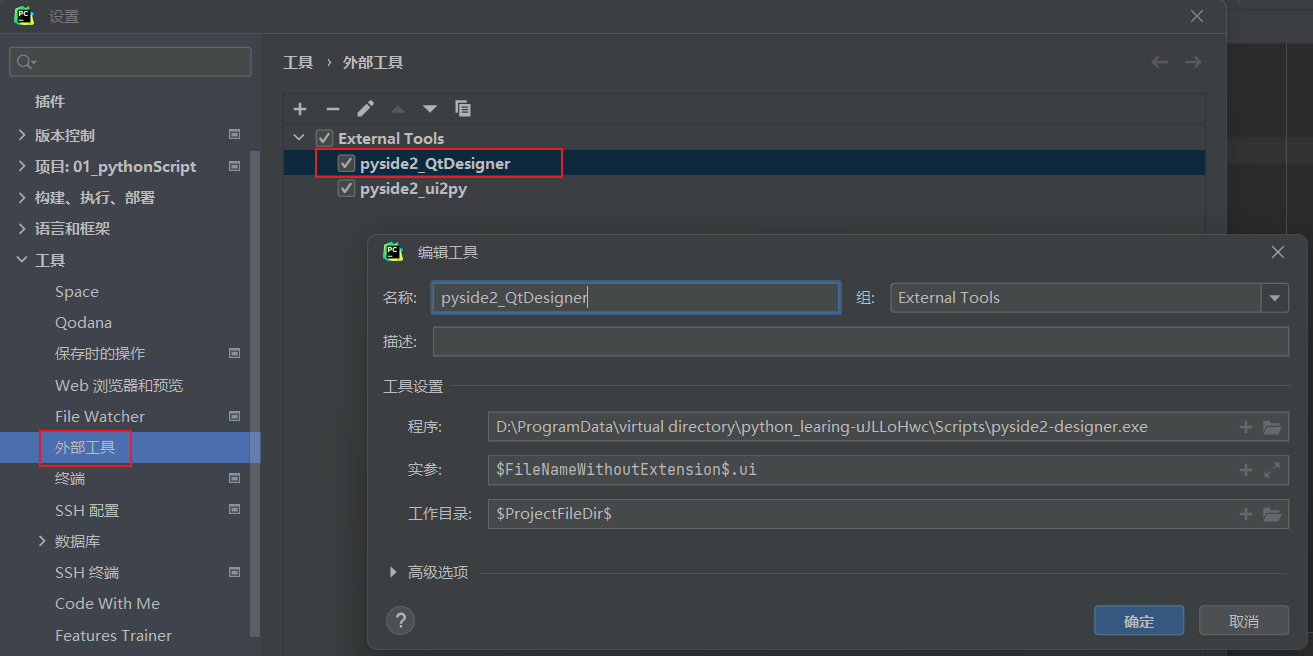 设置
插件
版本控制
项目: 01_pythonScript
构建、执行、部署
语言和框架
工具
Space
Qodana
保存时的操作
Web 浏览器和预览
File Watcher
外部工具
终端
SSH 配置
数据库
SSH 终端
Code With Me
Features Trainer
工具 › 外部工具
External Tools
pyside2_QtDesigner
pyside2_ui2py
编辑工具
名称: pyside2_QtDesigner 组: External Tools
描述:
工具设置
程序: D:\ProgramData\virtual directory\python_learing-uJLLoHwc\Scripts\pyside2-designer.exe
实参: $FileNameWithoutExtension$.ui
工作目录: $ProjectFileDir$
高级选项
?
确定 取消